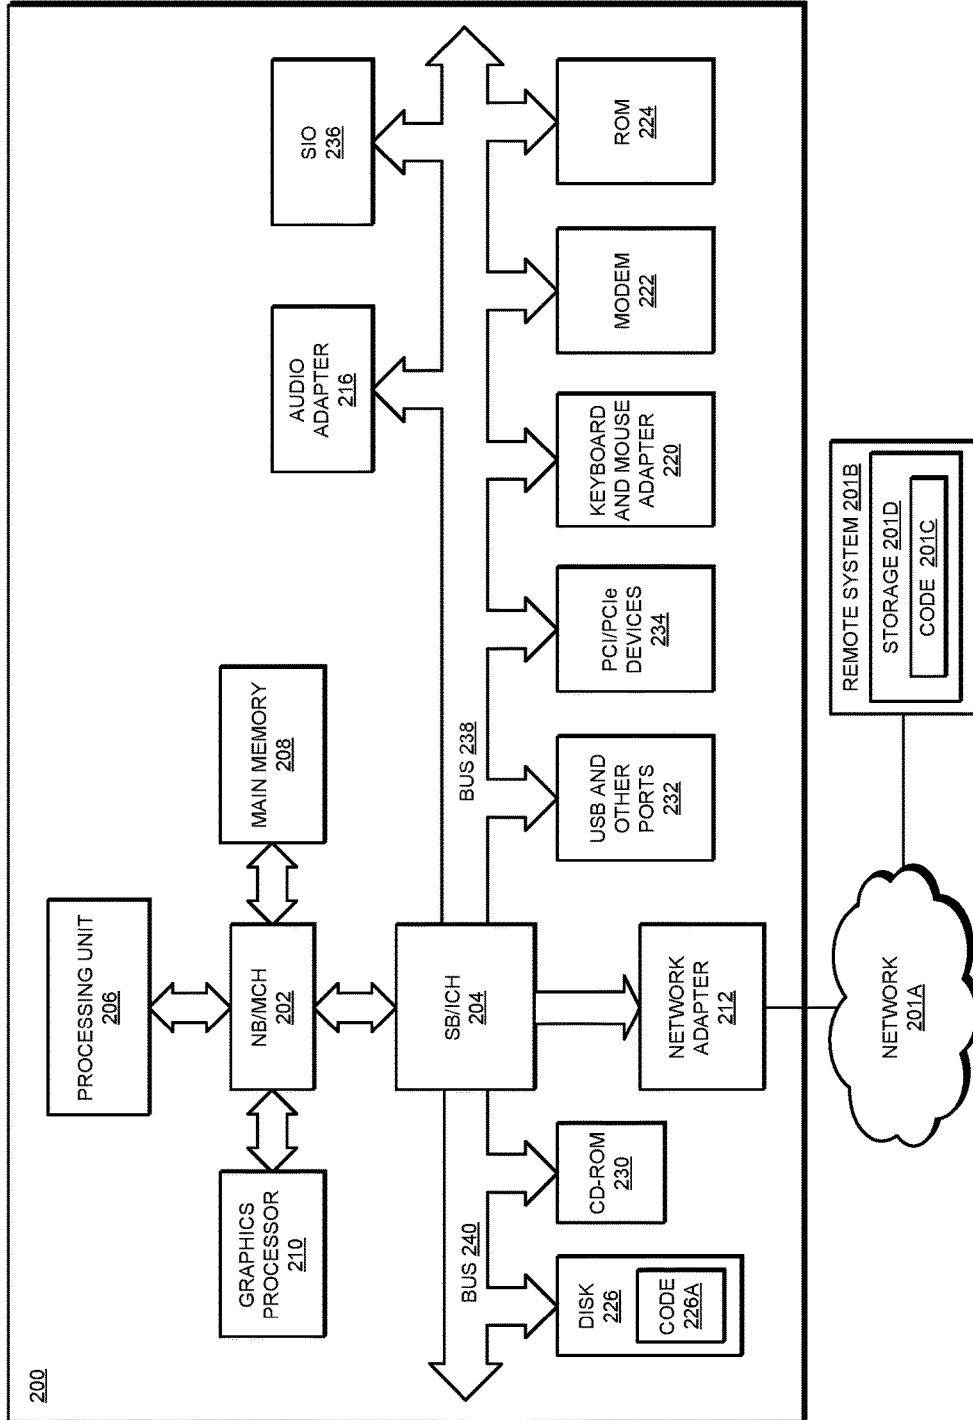 200
PROCESSING UNIT
206
GRAPHICS
PROCESSOR
210
NB/MCH
202
MAIN MEMORY
208
AUDIO
ADAPTER
216
SIO
236
SB/ICH
204
BUS 240
BUS 238
DISK
226
CODE
226A
CD-ROM
230
NETWORK
ADAPTER
212
USB AND
OTHER
PORTS
232
PCI/PCIe
DEVICES
234
KEYBOARD
AND MOUSE
ADAPTER
220
MODEM
222
ROM
224
NETWORK
201A
REMOTE SYSTEM 201B
STORAGE 201D
CODE 201C